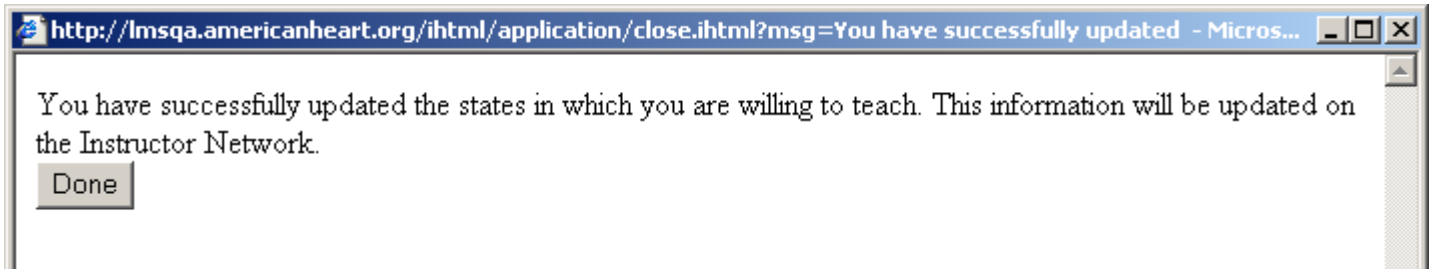 http://lmsqa.americanheart.org/ihtml/application/close.ihtml?msg=You have successfully updated - Micros...
You have successfully updated the states in which you are willing to teach. This information will be updated on
the Instructor Network.
Done